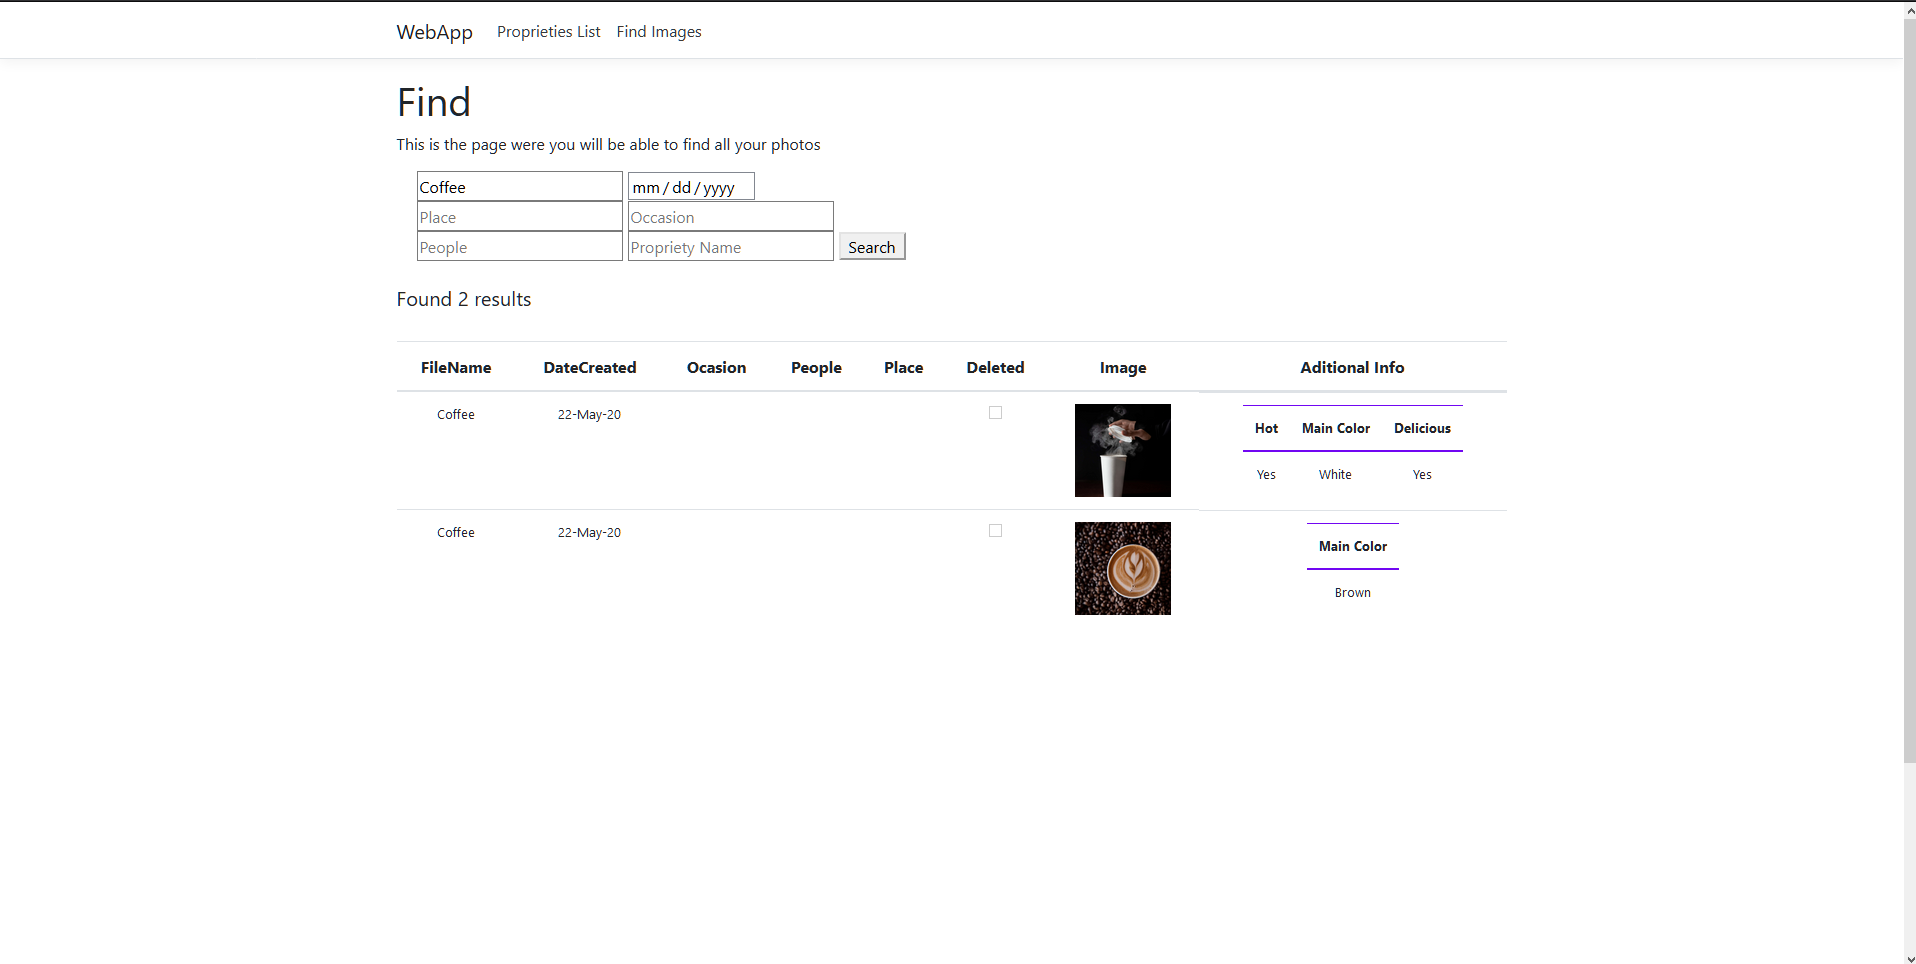 WebApp Proprieties List Find Images
Find
This is the page were you will be able to find all your photos
Coffee mm / dd / yyyy
Place Occasion
People Propriety Name Search
Found 2 results
FileName DateCreated Ocasion People Place Deleted Image Aditional Info
Coffee 22-May-20
Hot Main Color Delicious
Yes White Yes
Coffee 22-May-20
Main Color
Brown